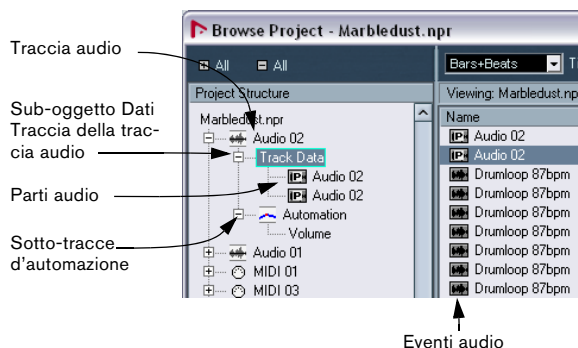 Browse Project - Marbledust.npr
Traccia audio
All All
Bars+Beats
Project Structure
Viewing: Marbledust.np
Sub-oggetto Dati
Traccia della trac-
cia audio
Marbledust.npr
Name
Audio 02
Audio 02
Track Data
Audio 02
Parti audio
Audio 02
Drumloop 87bpm
Audio 02
Drumloop 87bpm
Sotto-tracce
d'automazione
Automation
Drumloop 87bpm
Volume
Drumloop 87bpm
Audio 01
Drumloop 87bpm
MIDI 01
Drumloop 87bpm
MIDI 03
Drumloop 87bpm
Eventi audio